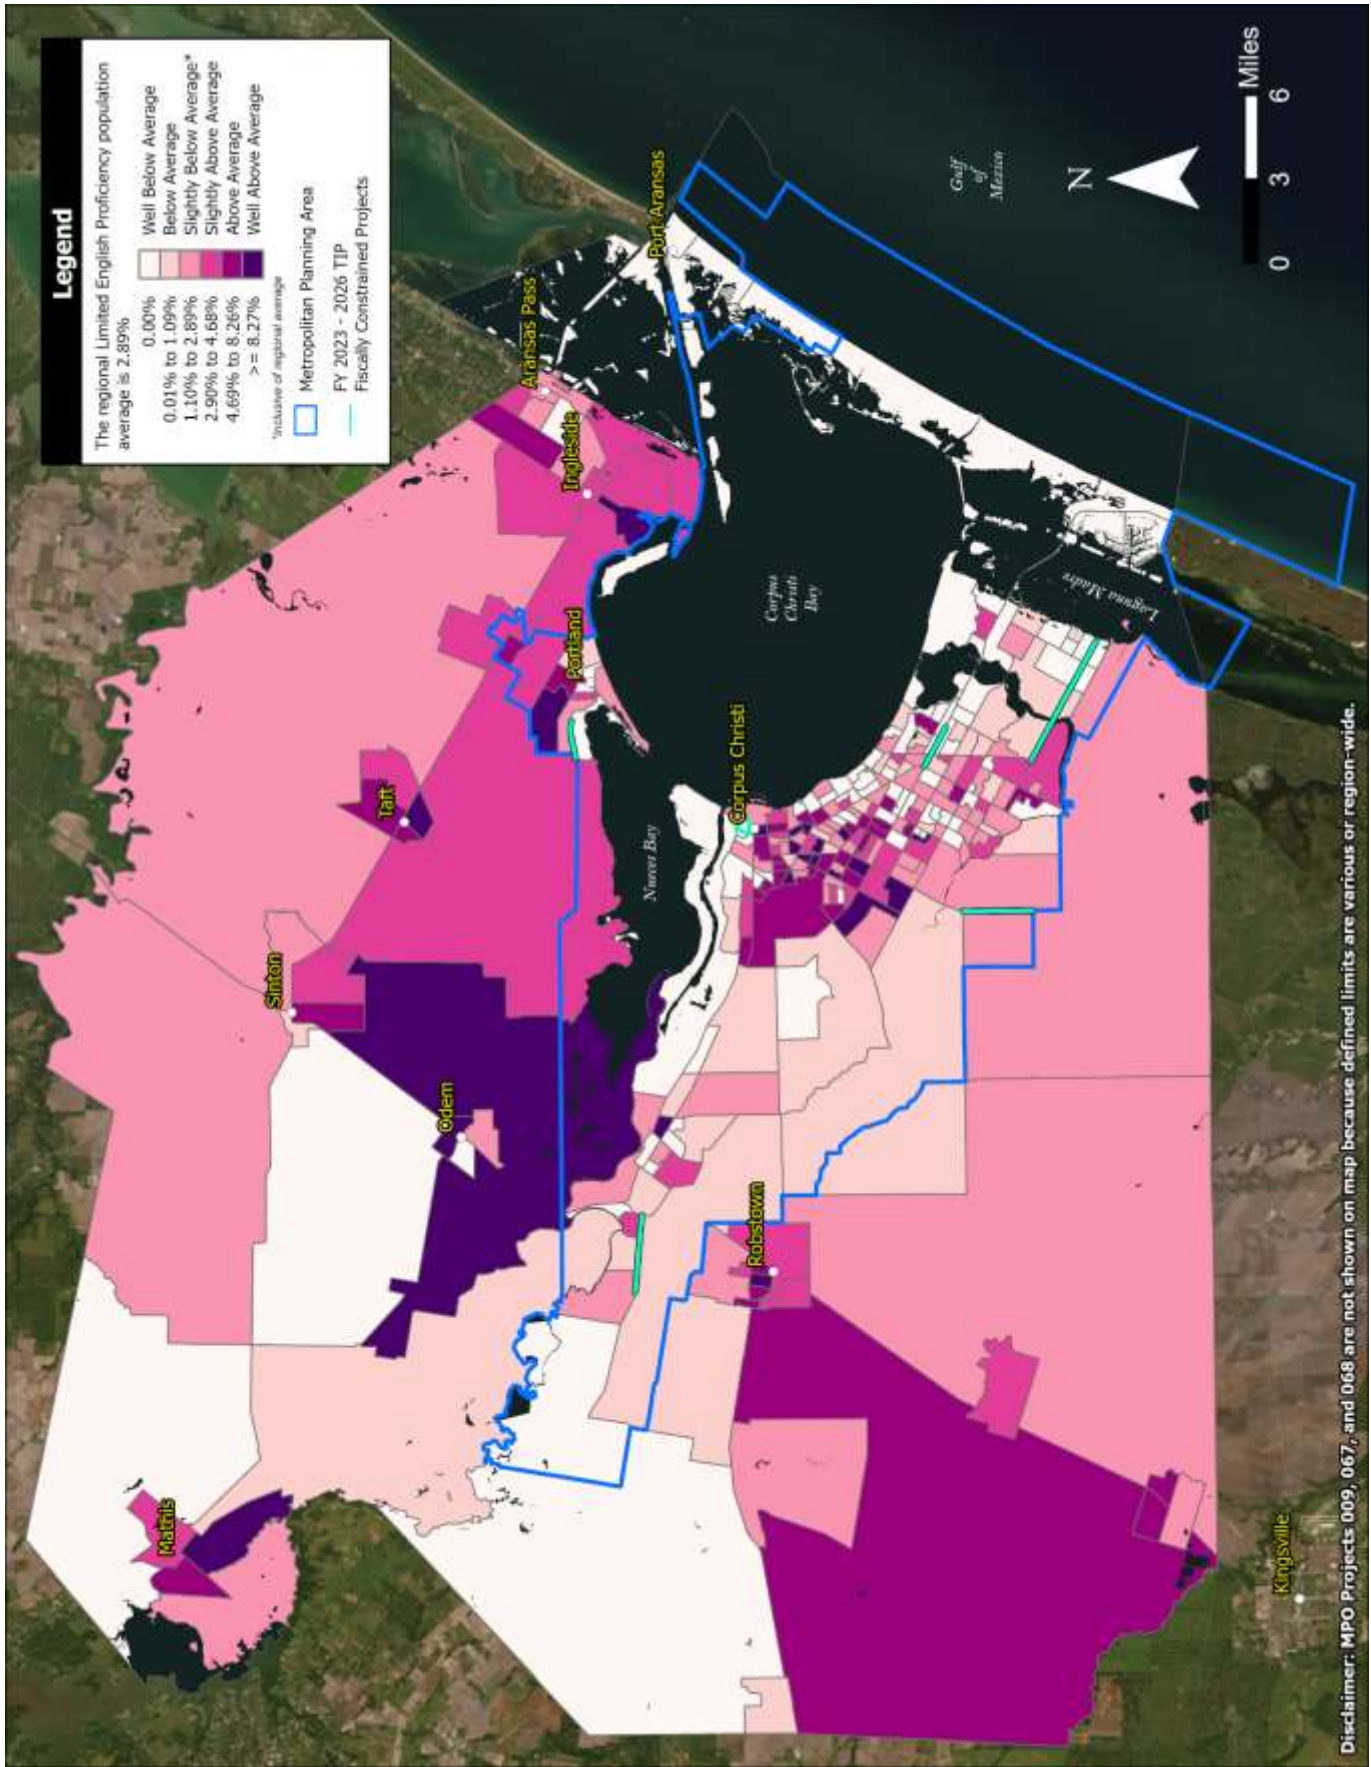 Legend
The regional Limited English Proficiency population
average is 2.89%
0.00% Well Below Average
0.01% to 1.09% Below Average
1.10% to 2.89% Slightly Below Average*
2.90% to 4.68% Slightly Above Average
4.69% to 8.26% Above Average
>= 8.27% Well Above Average
*Inclusive of regional average
Metropolitan Planning Area
FY 2023 - 2026 TIP
Fiscally Constrained Projects
Mathis
Sinton
Taft
Odem
Aransas Pass
Ingleside
Portland
Port Aransas
Nueces Bay
Corpus Christi
Corpus
Christi
Bay
Robstown
Laguna Madre
Gulf
of
Mexico
N
0 3 6 Miles
Kingsville
Disclaimer: MPO Projects 009, 067, and 068 are not shown on map because defined limits are various or region-wide.